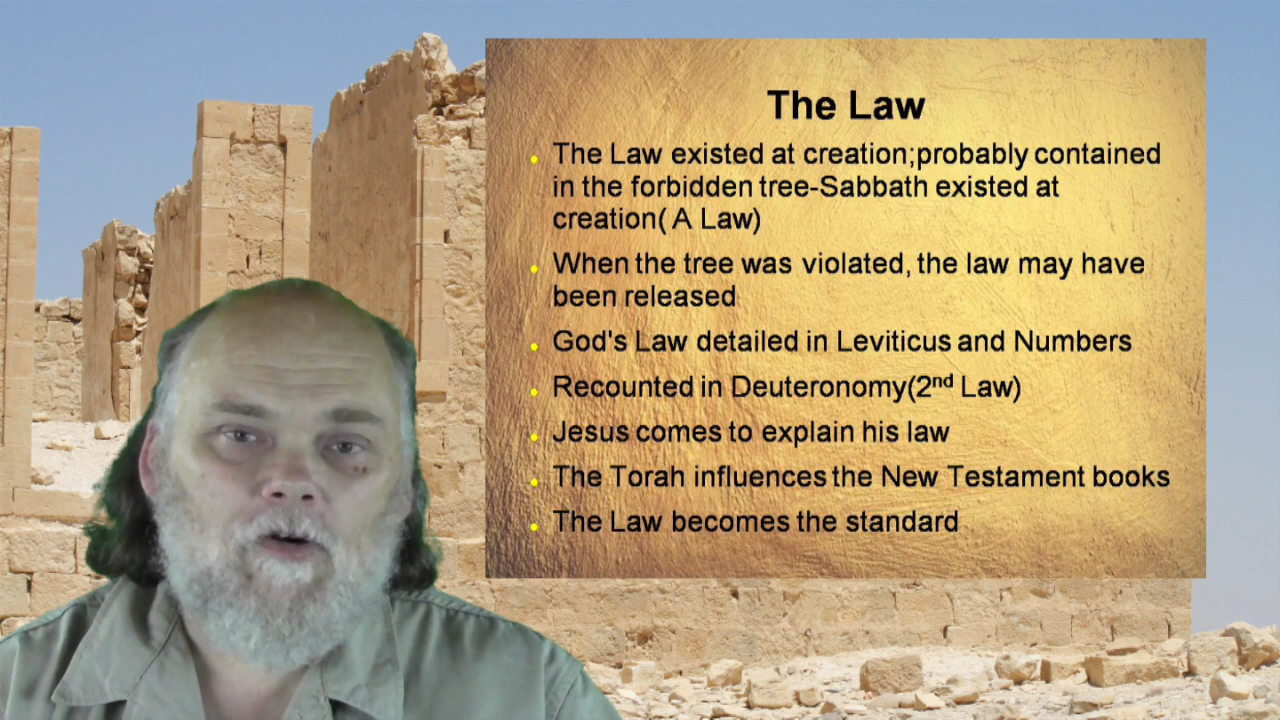 The Law
The Law existed at creation;probably contained
in the forbidden tree-Sabbath existed at
creation( A Law)
When the tree was violated, the law may have
been released
God's Law detailed in Leviticus and Numbers
Recounted in Deuteronomy(2nd Law)
Jesus comes to explain his law
The Torah influences the New Testament books
The Law becomes the standard